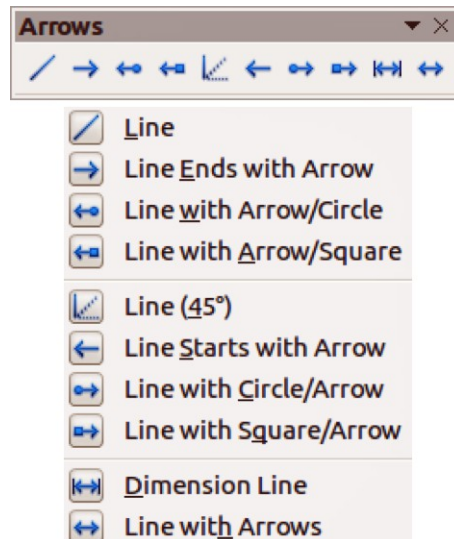 Arrows
Line
Line Ends with Arrow
Line with Arrow/Circle
Line with Arrow/Square
Line (45°)
Line Starts with Arrow
Line with Circle/Arrow
Line with Square/Arrow
Dimension Line
Line with Arrows